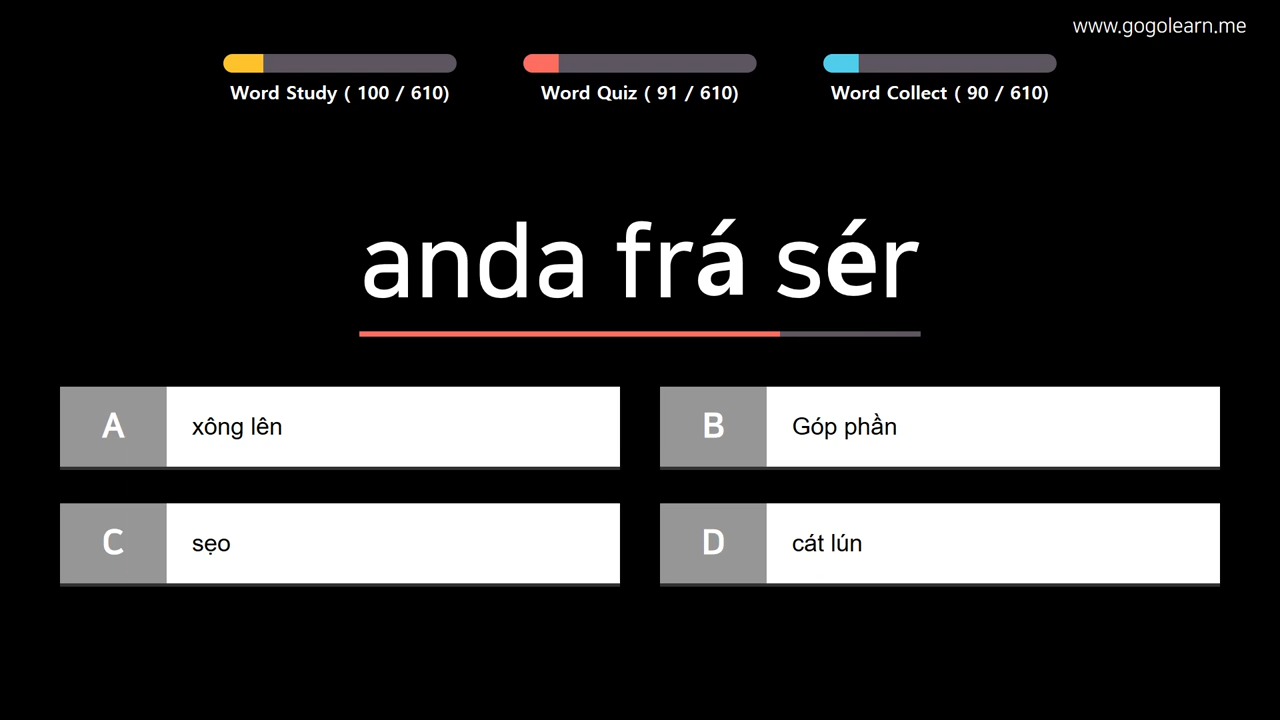 www.gogolearn.me
Word Study ( 100 / 610)
Word Quiz ( 91 / 610)
Word Collect ( 90 / 610)
anda frá sér
A xông lên
B Góp phần
C sẹo
D cát lún